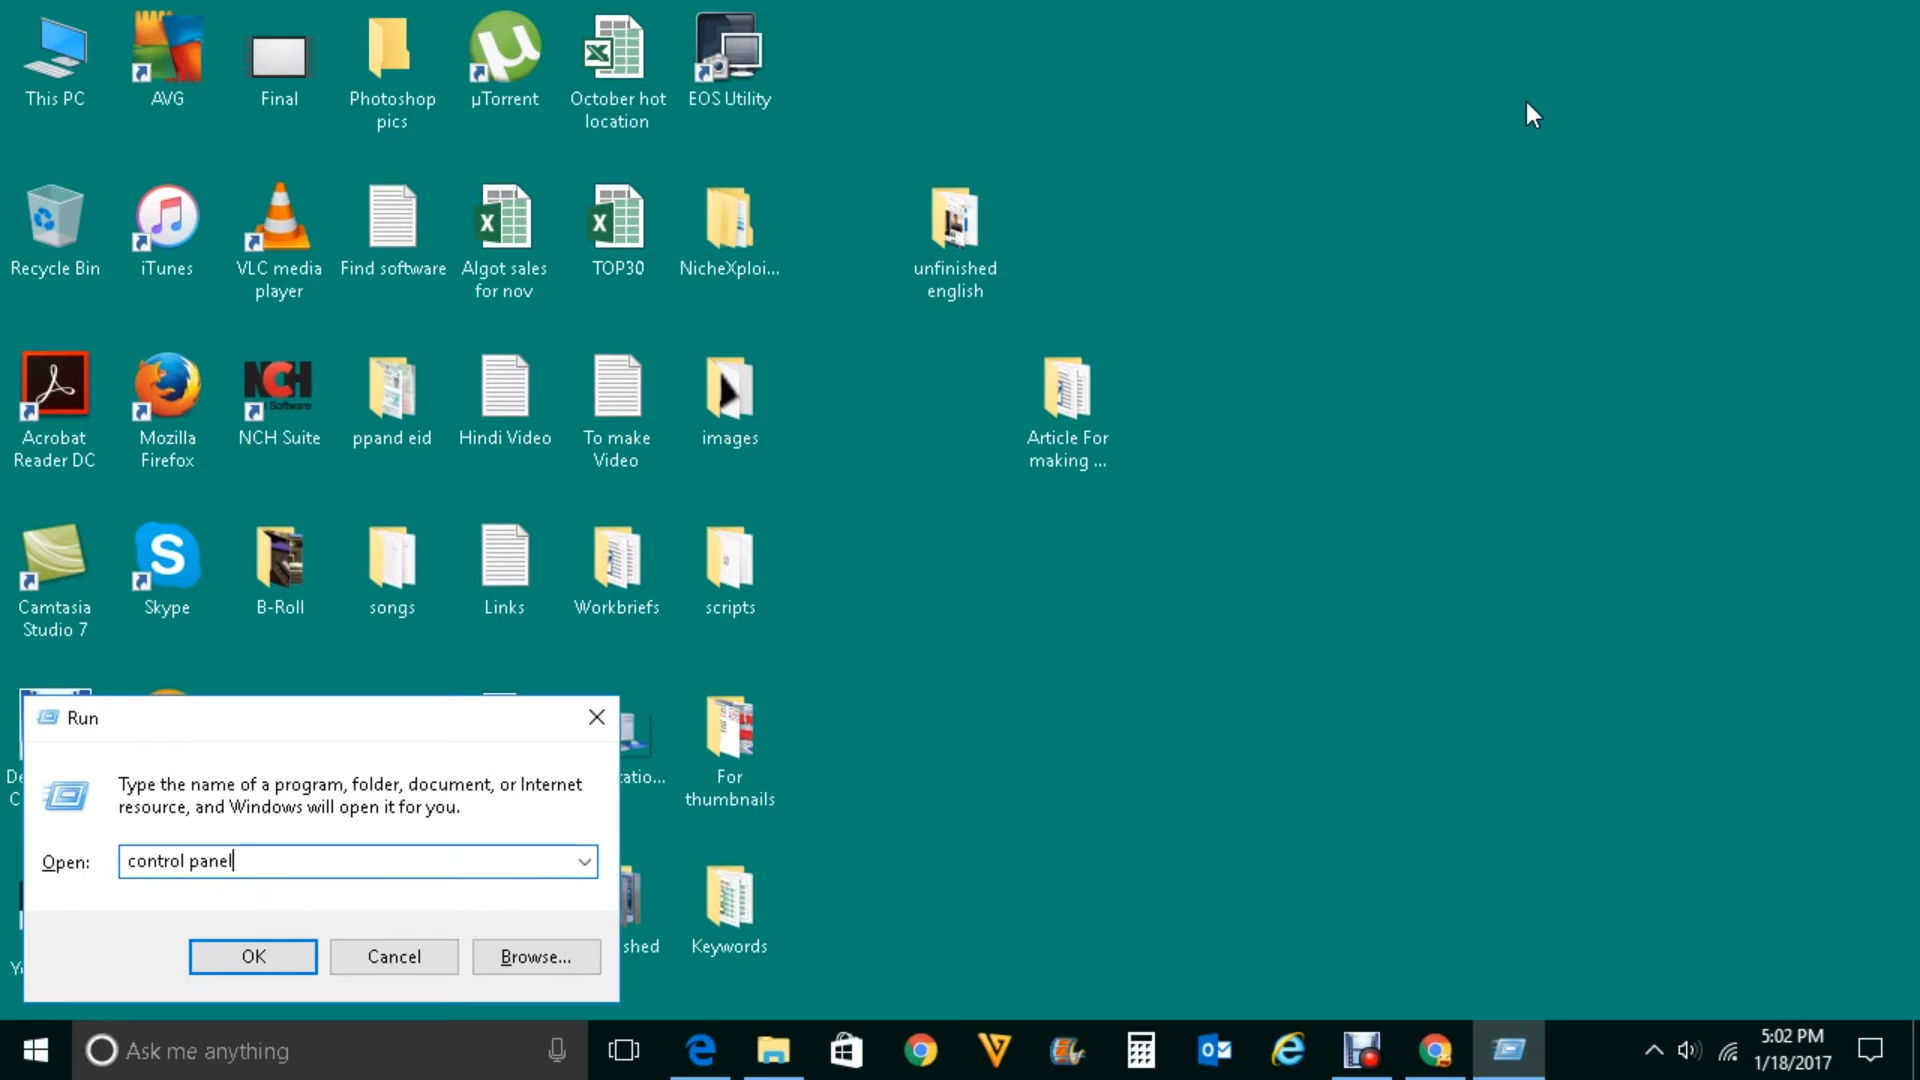 This PC
AVG
Final
Photoshop
pics
µTorrent
October hot
location
EOS Utility
Recycle Bin
iTunes
VLC media
player
Find software
Algot sales
for nov
TOP30
NicheXploi...
unfinished
english
Acrobat
Reader DC
Mozilla
Firefox
NCH
Software
NCH Suite
ppand eid
Hindi Video
To make
Video
images
Article For
making ...
Camtasia
Studio 7
Skype
B-Roll
songs
Links
Workbriefs
scripts
For
thumbnails
Keywords
Run
Type the name of a program, folder, document, or Internet
resource, and Windows will open it for you.
Open:
control panel
OK
Cancel
Browse...
Ask me anything
5:02 PM
1/18/2017